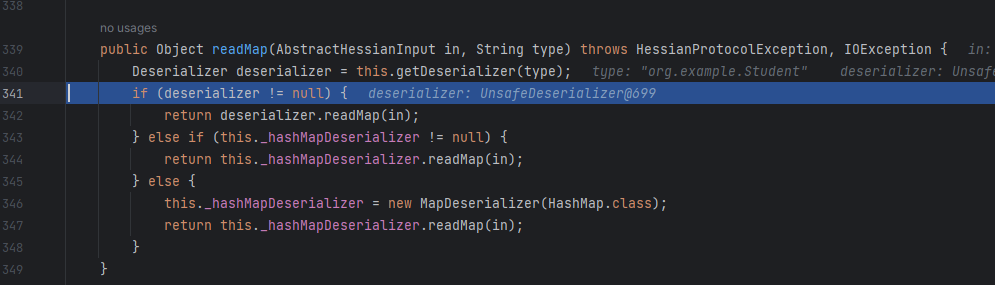 338
no usages
339 public Object readMap(AbstractHessianInput in, String type) throws HessianProtocolException, IOException { in:
340 Deserializer deserializer = this.getDeserializer(type); type: "org.example.Student" deserializer: Unsafe
341 if (deserializer != null) { deserializer: UnsafeDeserializer@699
342 return deserializer.readMap(in);
343 } else if (this._hashMapDeserializer != null) {
344 return this._hashMapDeserializer.readMap(in);
345 } else {
346 this._hashMapDeserializer = new MapDeserializer(HashMap.class);
347 return this._hashMapDeserializer.readMap(in);
348 }
349 }